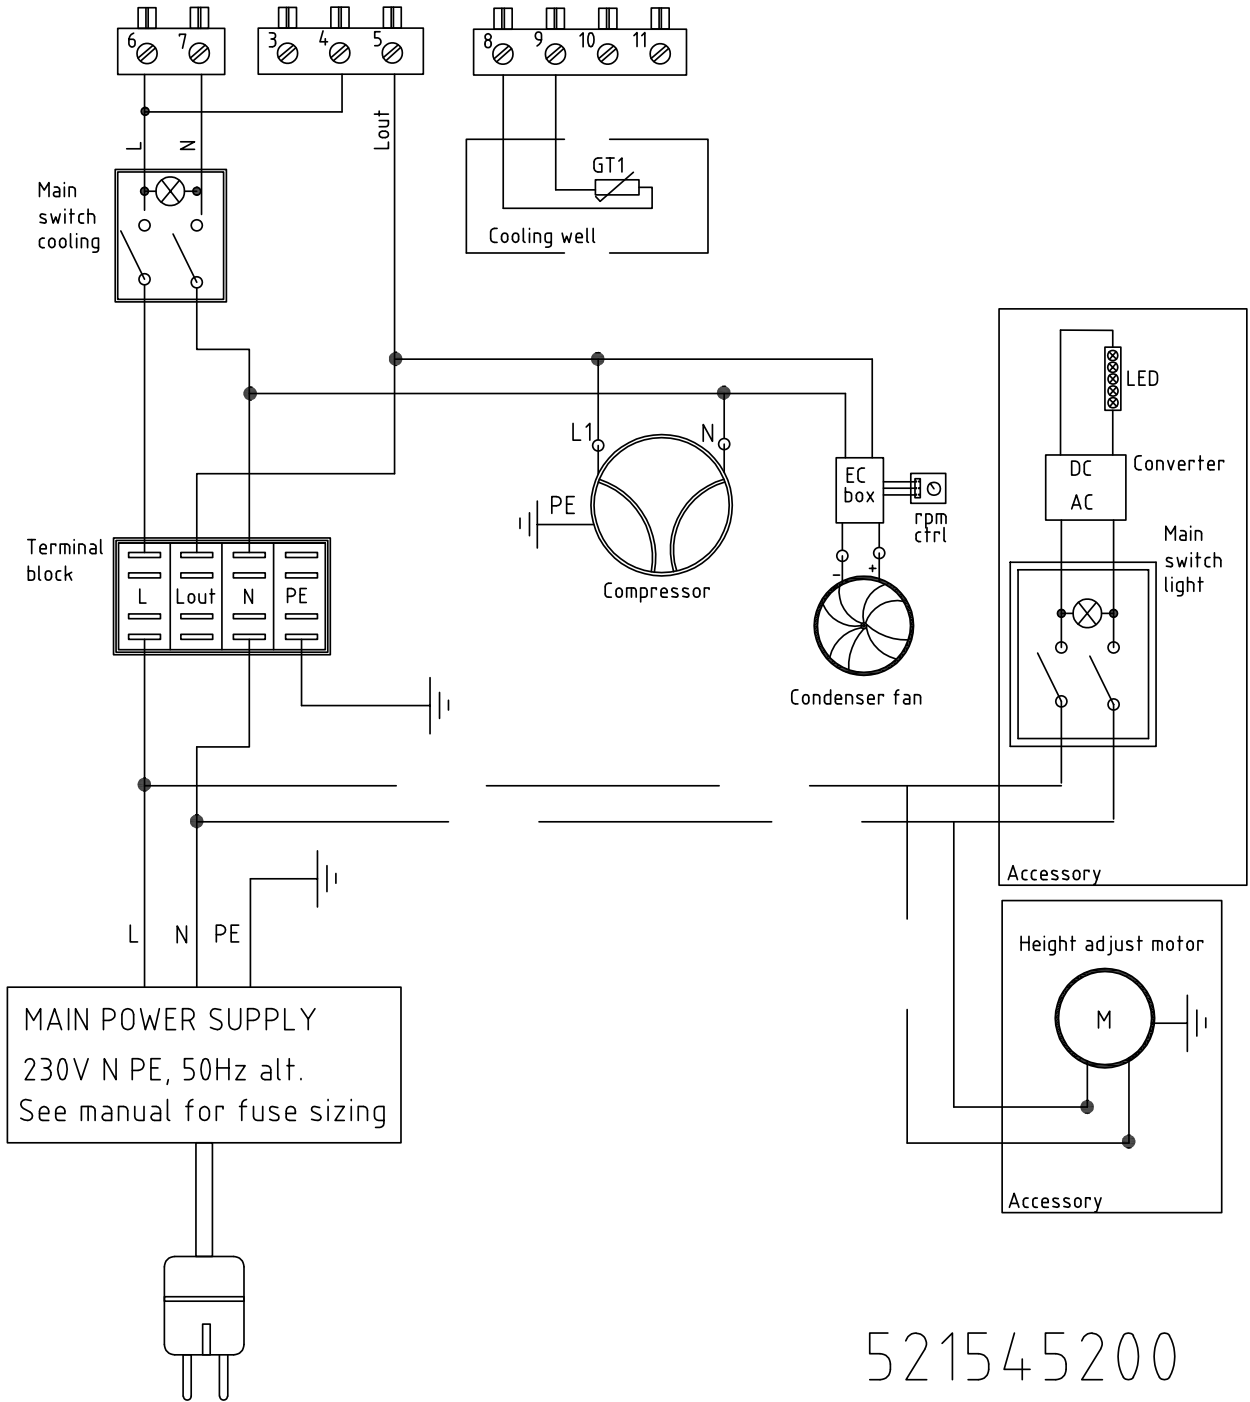 6 7 3 4 5 8 9 10 11
L N Lout
GT1
Main
switch
cooling
Cooling well
LED
L1 N
DC
AC
Converter
EC
box
PE
rpm
ctrl
Main
switch
light
Terminal
block
L Lout N PE
Compressor
- +
Condenser fan
Accessory
L N PE
Height adjust motor
M
MAIN POWER SUPPLY
230V N PE, 50Hz alt.
See manual for fuse sizing
Accessory
521545200